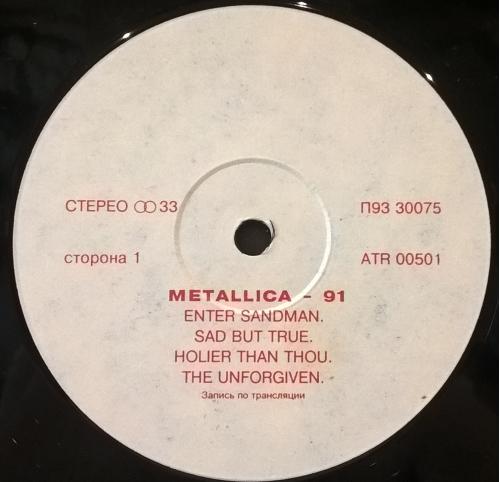 СТЕРЕО ꝏ 33 П93 30075
сторона 1 ATR 00501
METALLICA - 91
ENTER SANDMAN.
SAD BUT TRUE.
HOLIER THAN THOU.
THE UNFORGIVEN.
Запись по трансляции